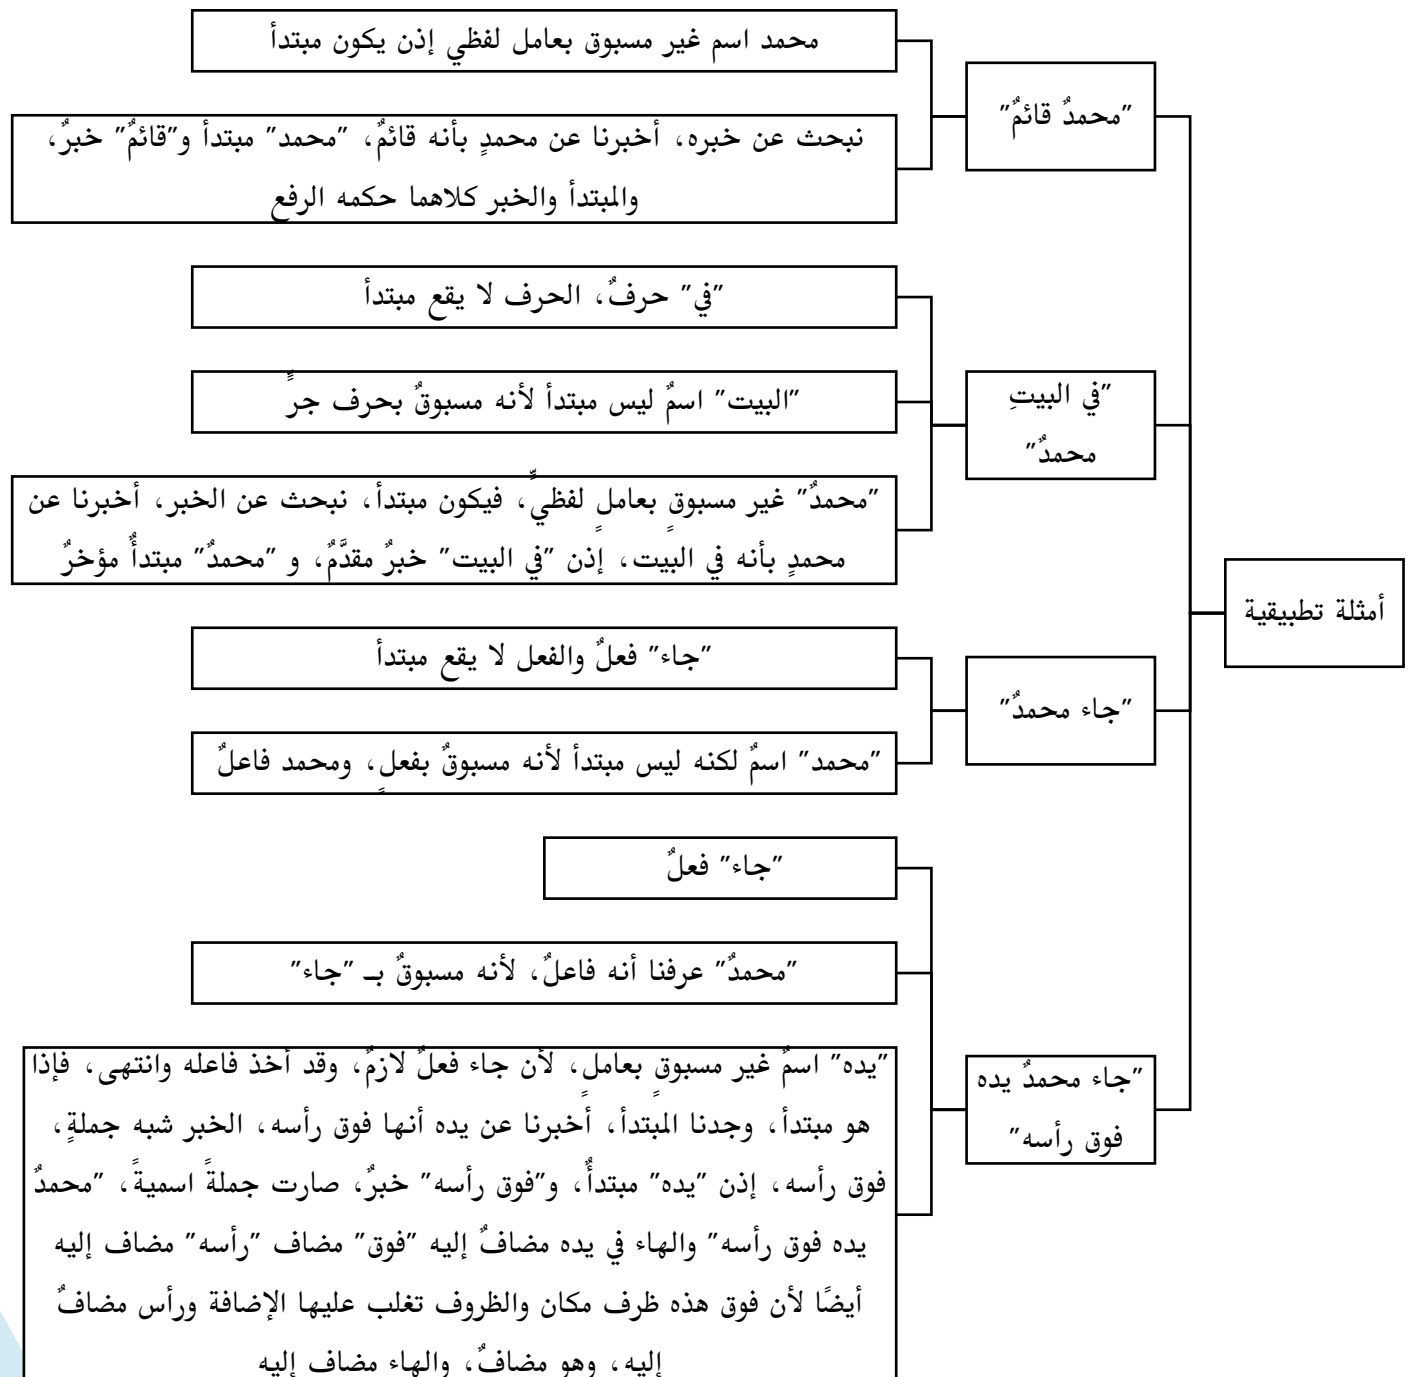 أمثلة تطبيقية
"محمدٌ قائمٌ"
محمد اسم غير مسبوق بعامل لفظي إذن يكون مبتدأ
نبحث عن خبره، أخبرنا عن محمدٍ بأنه قائمٌ، "محمد" مبتدأ و"قائمٌ" خبرٌ،
والمبتدأ والخبر كلاهما حكمه الرفع
"في البيتِ
محمدٌ"
"في" حرفٌ، الحرف لا يقع مبتدأ
"البيت" اسمٌ ليس مبتدأ لأنه مسبوقٌ بحرف جرٍّ
"محمدٌ" غير مسبوقٍ بعاملٍ لفظيٍّ، فيكون مبتدأ، نبحث عن الخبر، أخبرنا عن
محمدٍ بأنه في البيت، إذن "في البيت" خبرٌ مقدَّمٌ، و "محمدٌ" مبتدأٌ مؤخرٌ
"جاء محمدٌ"
"جاء" فعلٌ والفعل لا يقع مبتدأ
"محمد" اسمٌ لكنه ليس مبتدأ لأنه مسبوقٌ بفعلٍ، ومحمد فاعلٌ
"جاء محمدٌ يده
فوق رأسه"
"جاء" فعلٌ
"محمدٌ" عرفنا أنه فاعلٌ، لأنه مسبوقٌ بـ "جاء"
"يده" اسمٌ غير مسبوقٍ بعاملٍ، لأن جاء فعلٌ لازمٌ، وقد أخذ فاعله وانتهى، فإذا
هو مبتدأ، وجدنا المبتدأ، أخبرنا عن يده أنها فوق رأسه، الخبر شبه جملةٍ،
فوق رأسه، إذن "يده" مبتدأٌ، و"فوق رأسه" خبرٌ، صارت جملةً اسميةً، "محمدٌ
يده فوق رأسه" والهاء في يده مضافٌ إليه "فوق" مضاف "رأسه" مضاف إليه
أيضًا لأن فوق هذه ظرف مكان والظروف تغلب عليها الإضافة ورأس مضافٌ
إليه، وهو مضافٌ، والهاء مضاف إليه